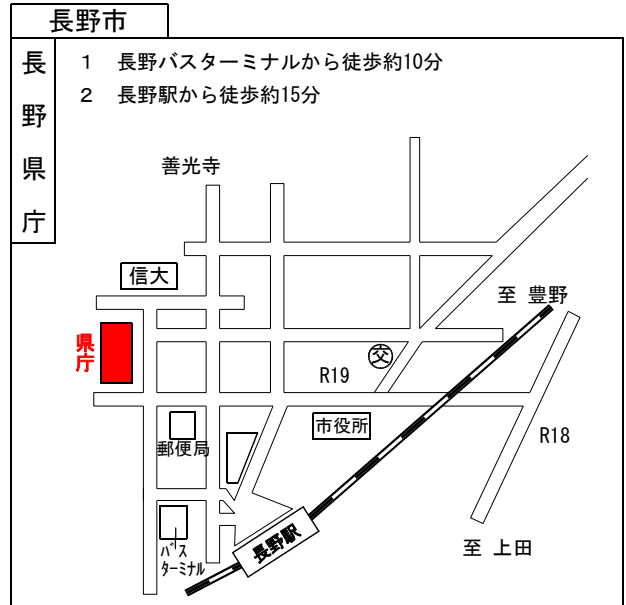 長野市
長野県庁
1 長野バスターミナルから徒歩約10分
2 長野駅から徒歩約15分
善光寺
信大
至 豊野
県庁
交
R19
市役所
郵便局
R18
長野駅
至 上田
バス
ターミナル